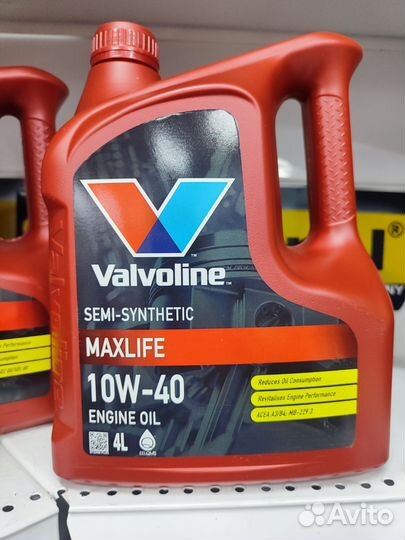 Valvoline™
SEMI-SYNTHETIC
MAXLIFE
10W-40
ENGINE OIL
4L
Reduces Oil Consumption
Revitalises Engine Performance
ACEA A3/B4, MB-229.3
Avito